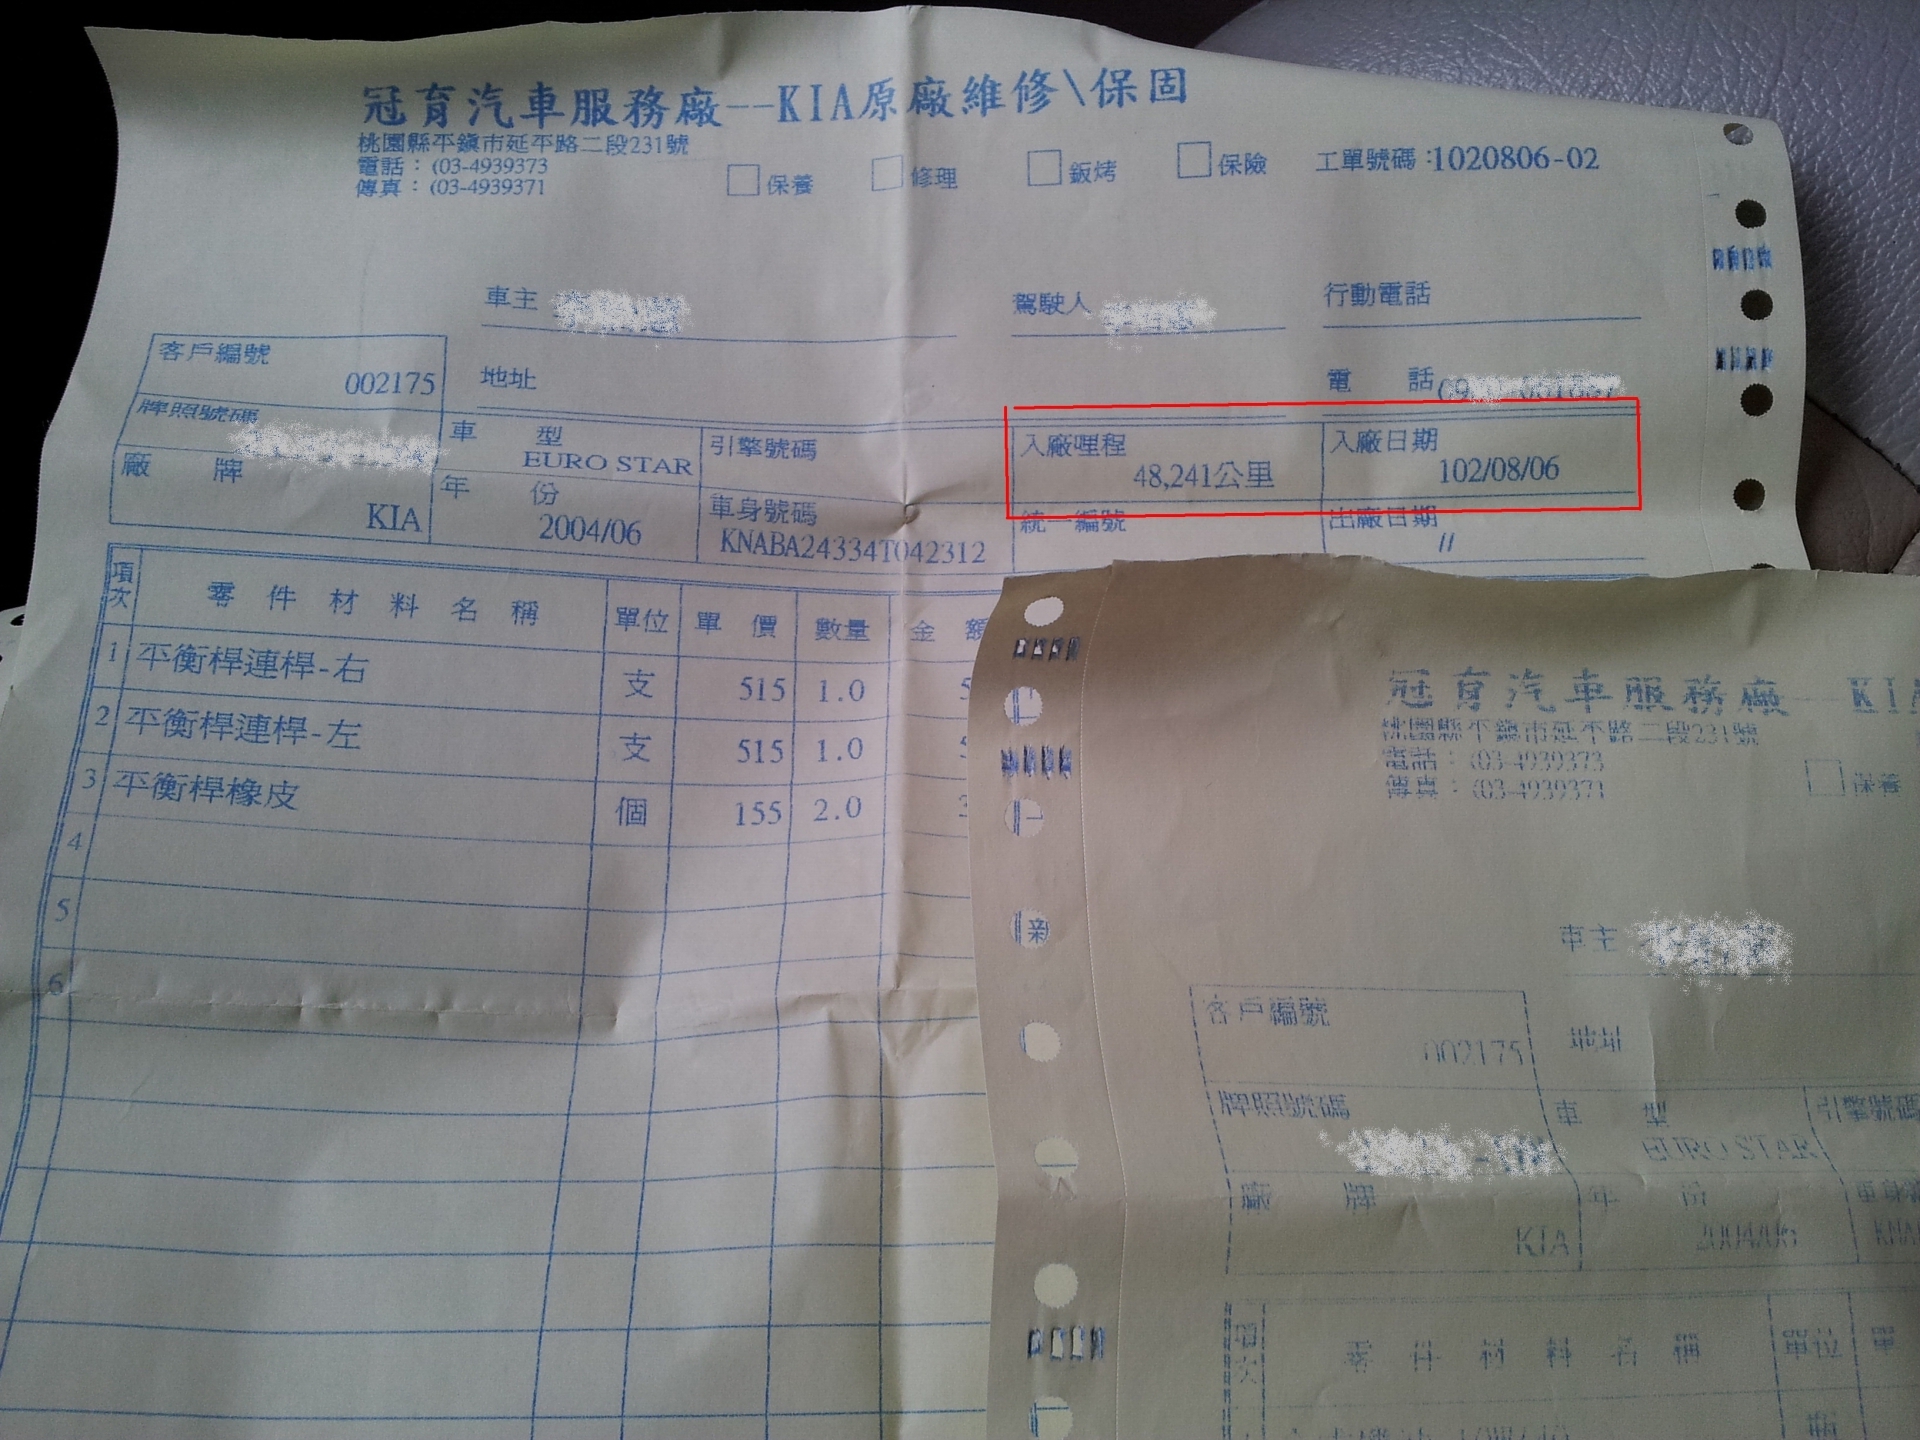 冠育汽車服務廠--KIA原廠維修\保固
桃園縣平鎮市延平路二段231號
電話：(03-4939373
傳真：(03-4939371
保養 修理 鈑烤 保險 工單號碼:1020806-02
車主 駕駛人 行動電話
客戶編號 002175 地址 電 話
牌照號碼 車 型 EURO STAR 引擎號碼 入廠哩程 48,241公里 入廠日期 102/08/06
廠 牌 KIA 年 份 2004/06 車身號碼 KNABA24334T042312 統一編號 出廠日期 //
項次 零件材料名稱 單位 單價 數量 金額
1 平衡桿連桿-右 支 515 1.0 5
2 平衡桿連桿-左 支 515 1.0 5
3 平衡桿橡皮 個 155 2.0 3
4
5
6
冠育汽車服務廠--KIA
桃園縣平鎮市延平路二段231號
電話：(03-4939373
傳真：(03-4939371
保養
車主
客戶編號 002175 地址
牌照號碼 車 型 EURO STAR 引擎號碼
廠 牌 KIA 年 份 2004/06 車身 KNA
項次 零件材料名稱 單位 單